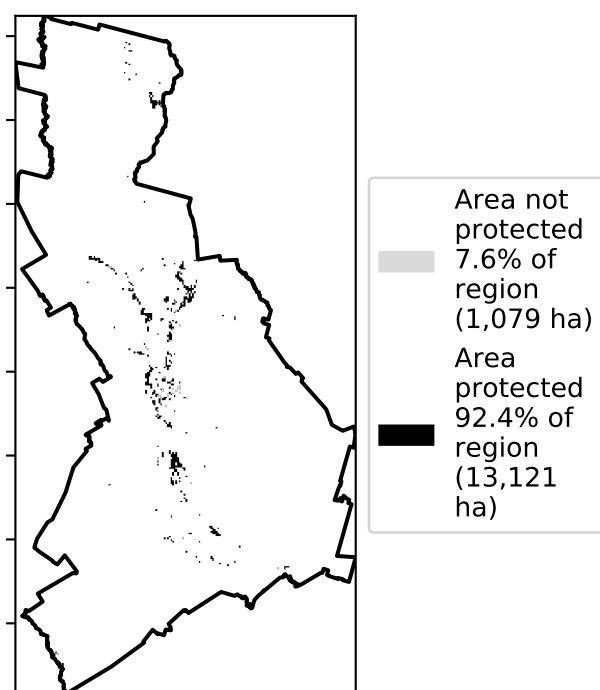 Area not
protected
7.6% of
region
(1,079 ha)
Area
protected
92.4% of
region
(13,121
ha)